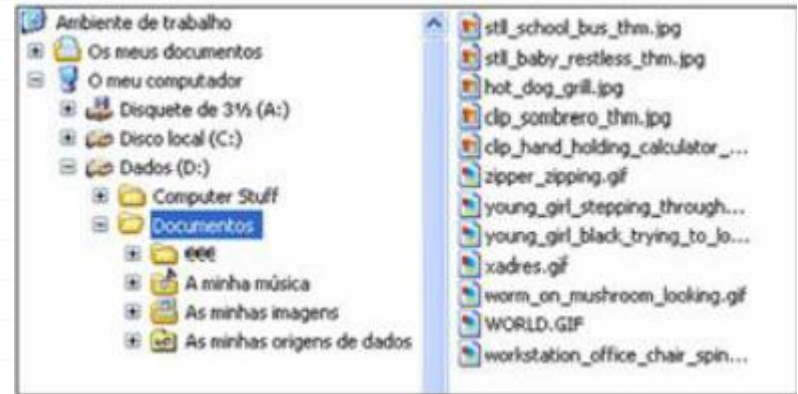 Ambiente de trabalho
Os meus documentos
O meu computador
Disquete de 3½ (A:)
Disco local (C:)
Dados (D:)
Computer Stuff
Documentos
€€€
A minha música
As minhas imagens
As minhas origens de dados
still_school_bus_thm.jpg
still_baby_restless_thm.jpg
hot_dog_grill.jpg
clip_sombrero_thm.jpg
clip_hand_holding_calculator_...
zipper_zipping.gif
young_girl_stepping_through...
young_girl_black_trying_to_lo...
xadres.gif
worm_on_mushroom_looking.gif
WORLD.GIF
workstation_office_chair_spin...